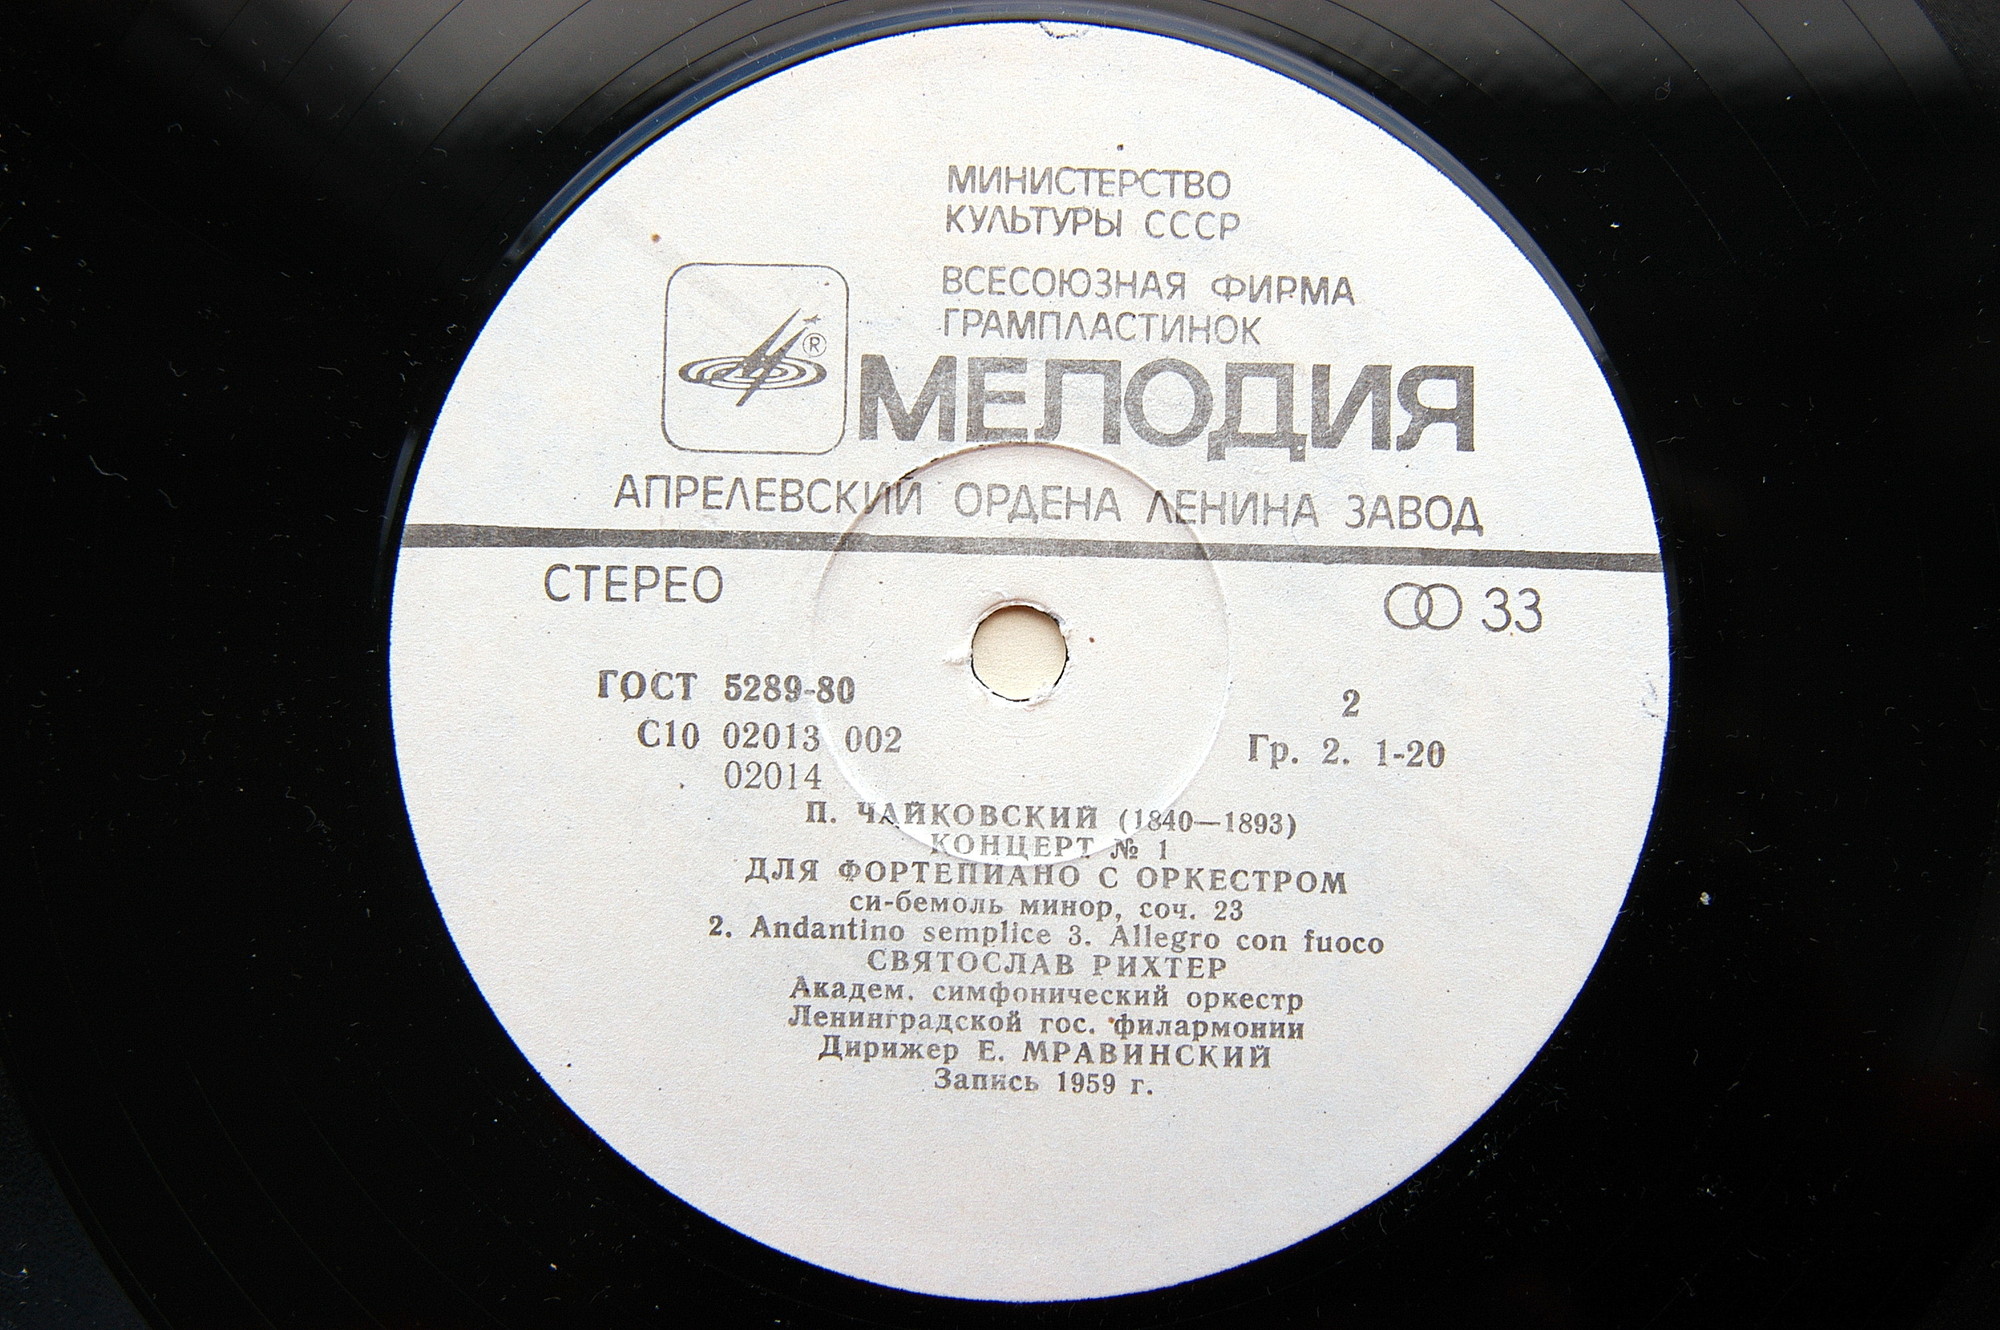 МИНИСТЕРСТВО
КУЛЬТУРЫ СССР
ВСЕСОЮЗНАЯ ФИРМА
ГРАМПЛАСТИНОК
®
МЕЛОДИЯ
АПРЕЛЕВСКИЙ ОРДЕНА ЛЕНИНА ЗАВОД
СТЕРЕО
33
ГОСТ 5289-80
2
С10 02013 002
Гр. 2. 1-20
02014
П. ЧАЙКОВСКИЙ (1840—1893)
КОНЦЕРТ № 1
ДЛЯ ФОРТЕПИАНО С ОРКЕСТРОМ
си-бемоль минор, соч. 23
2. Andantino semplice 3. Allegro con fuoco
СВЯТОСЛАВ РИХТЕР
Академ. симфонический оркестр
Ленинградской гос. филармонии
Дирижер Е. МРАВИНСКИЙ
Запись 1959 г.